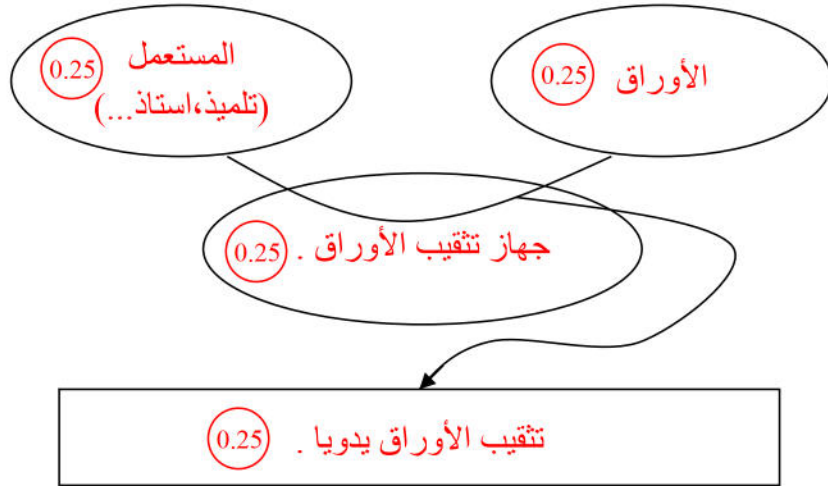 المستعمل 0.25
(تلميذ،استاذ...)
الأوراق 0.25
جهاز تثقيب الأوراق . 0.25
تثقيب الأوراق يدويا . 0.25